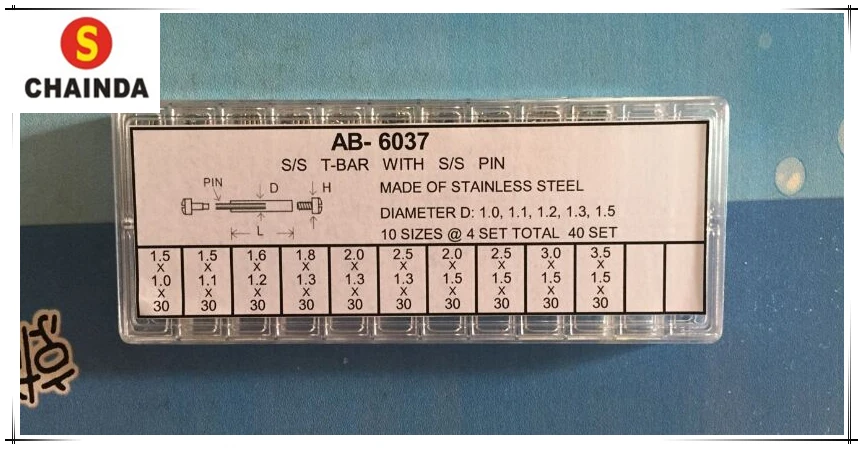 S
CHAINDA
AB- 6037
S/S T-BAR WITH S/S PIN
PIN D H
L
MADE OF STAINLESS STEEL
DIAMETER D: 1.0, 1.1, 1.2, 1.3, 1.5
10 SIZES @ 4 SET TOTAL 40 SET
1.5 1.5 1.6 1.8 2.0 2.5 2.0 2.5 3.0 3.5
X X X X X X X X X X
1.0 1.1 1.2 1.3 1.3 1.3 1.5 1.5 1.5 1.5
X X X X X X X X X X
30 30 30 30 30 30 30 30 30 30